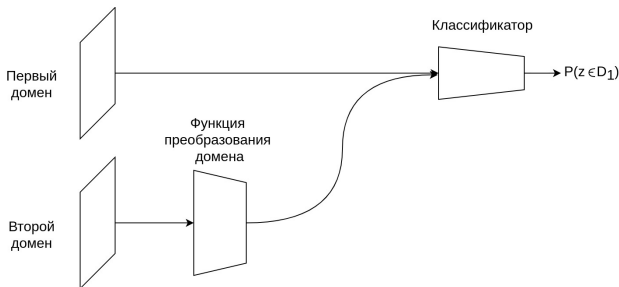 Классификатор
Первый
домен
P(z ∈D1)
Функция
преобразования
домена
Второй
домен